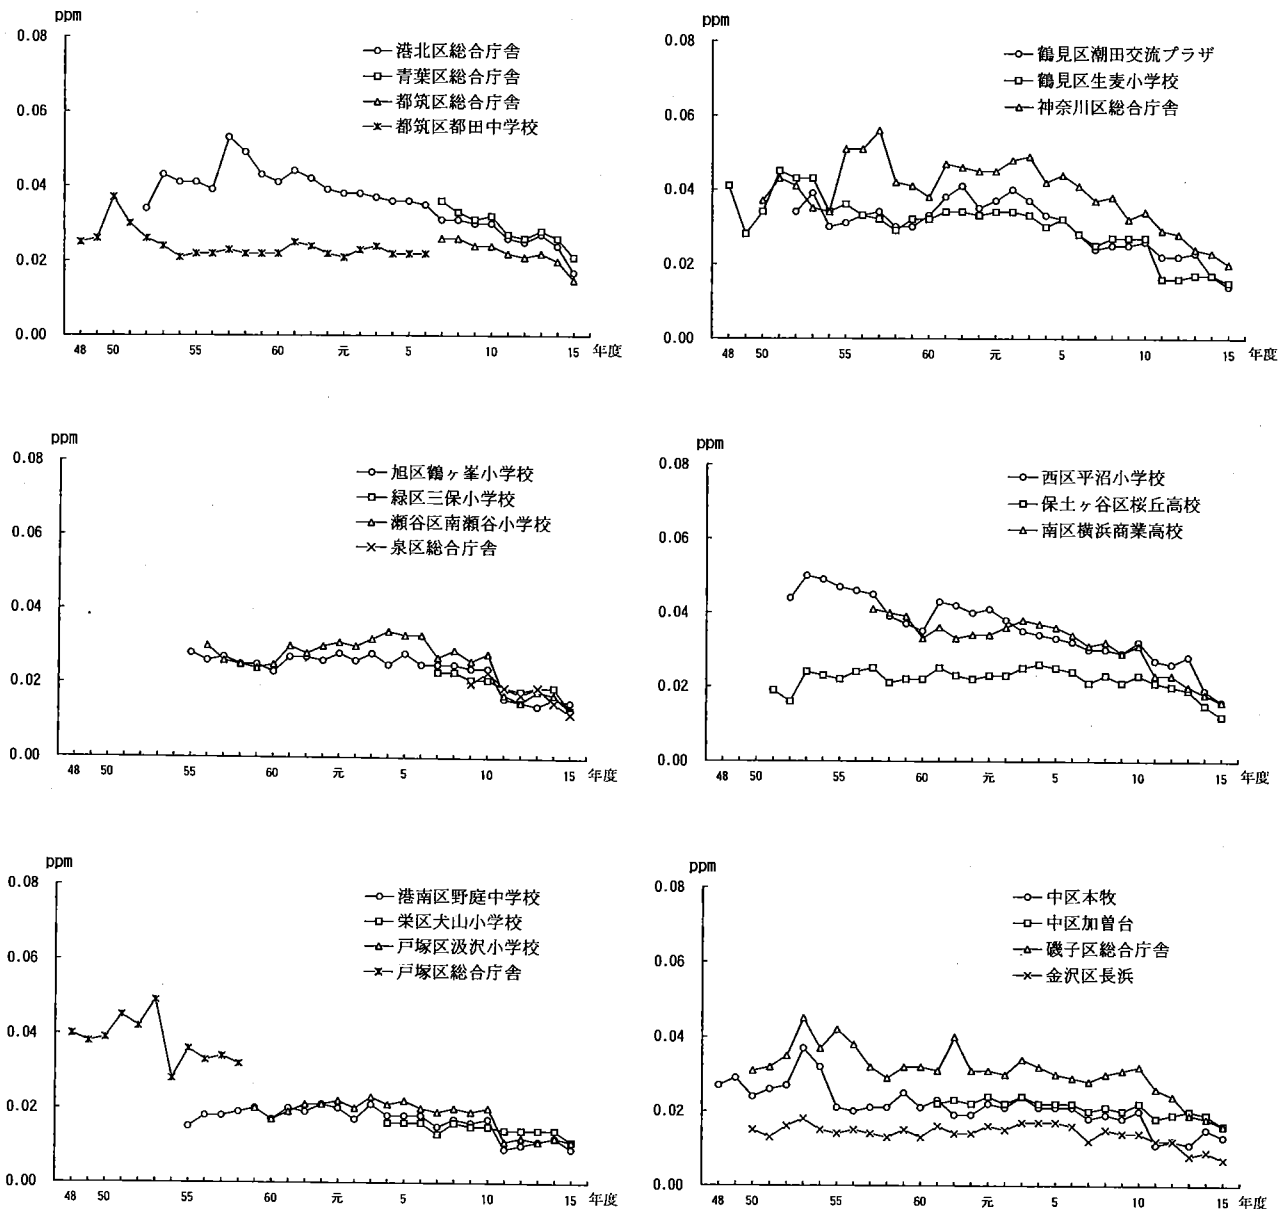 ppm
0.08
0.06
0.04
0.02
0.00
港北区総合庁舎
青葉区総合庁舎
都筑区総合庁舎
都筑区都田中学校
48 50 55 60 元 5 10 15 年度
ppm
0.08
0.06
0.04
0.02
0.00
鶴見区潮田交流プラザ
鶴見区生麦小学校
神奈川区総合庁舎
48 50 55 60 元 5 10 15 年度
ppm
0.08
0.06
0.04
0.02
0.00
旭区鶴ヶ峯小学校
緑区三保小学校
瀬谷区南瀬谷小学校
泉区総合庁舎
48 50 55 60 元 5 10 15 年度
ppm
0.08
0.06
0.04
0.02
0.00
西区平沼小学校
保土ヶ谷区桜丘高校
南区横浜商業高校
48 50 55 60 元 5 10 15 年度
ppm
0.08
0.06
0.04
0.02
0.00
港南区野庭中学校
栄区犬山小学校
戸塚区汲沢小学校
戸塚区総合庁舎
48 50 55 60 元 5 10 15 年度
ppm
0.08
0.06
0.04
0.02
0.00
中区本牧
中区加曽台
磯子区総合庁舎
金沢区長浜
48 50 55 60 元 5 10 15 年度